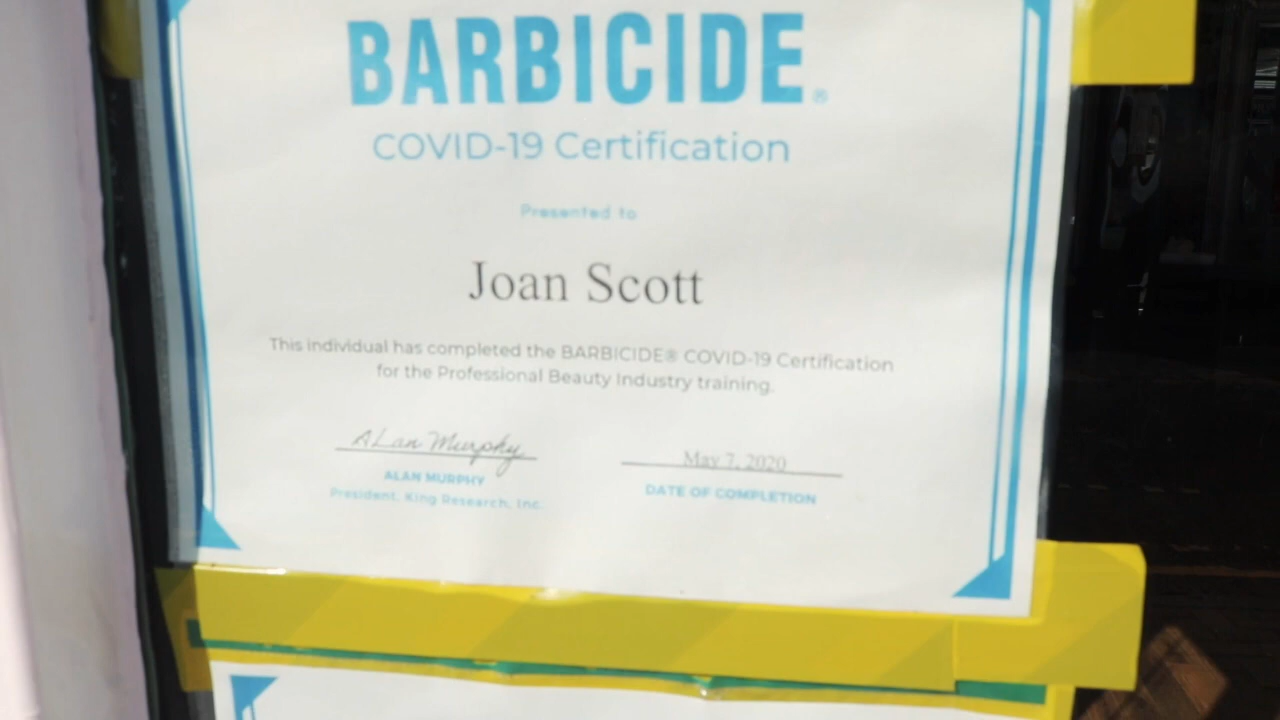 BARBICIDE®
COVID-19 Certification
Presented to
Joan Scott
This individual has completed the BARBICIDE® COVID-19 Certification
for the Professional Beauty Industry training.
ALan Murphy
May 7, 2020
ALAN MURPHY
DATE OF COMPLETION
President, King Research, Inc.